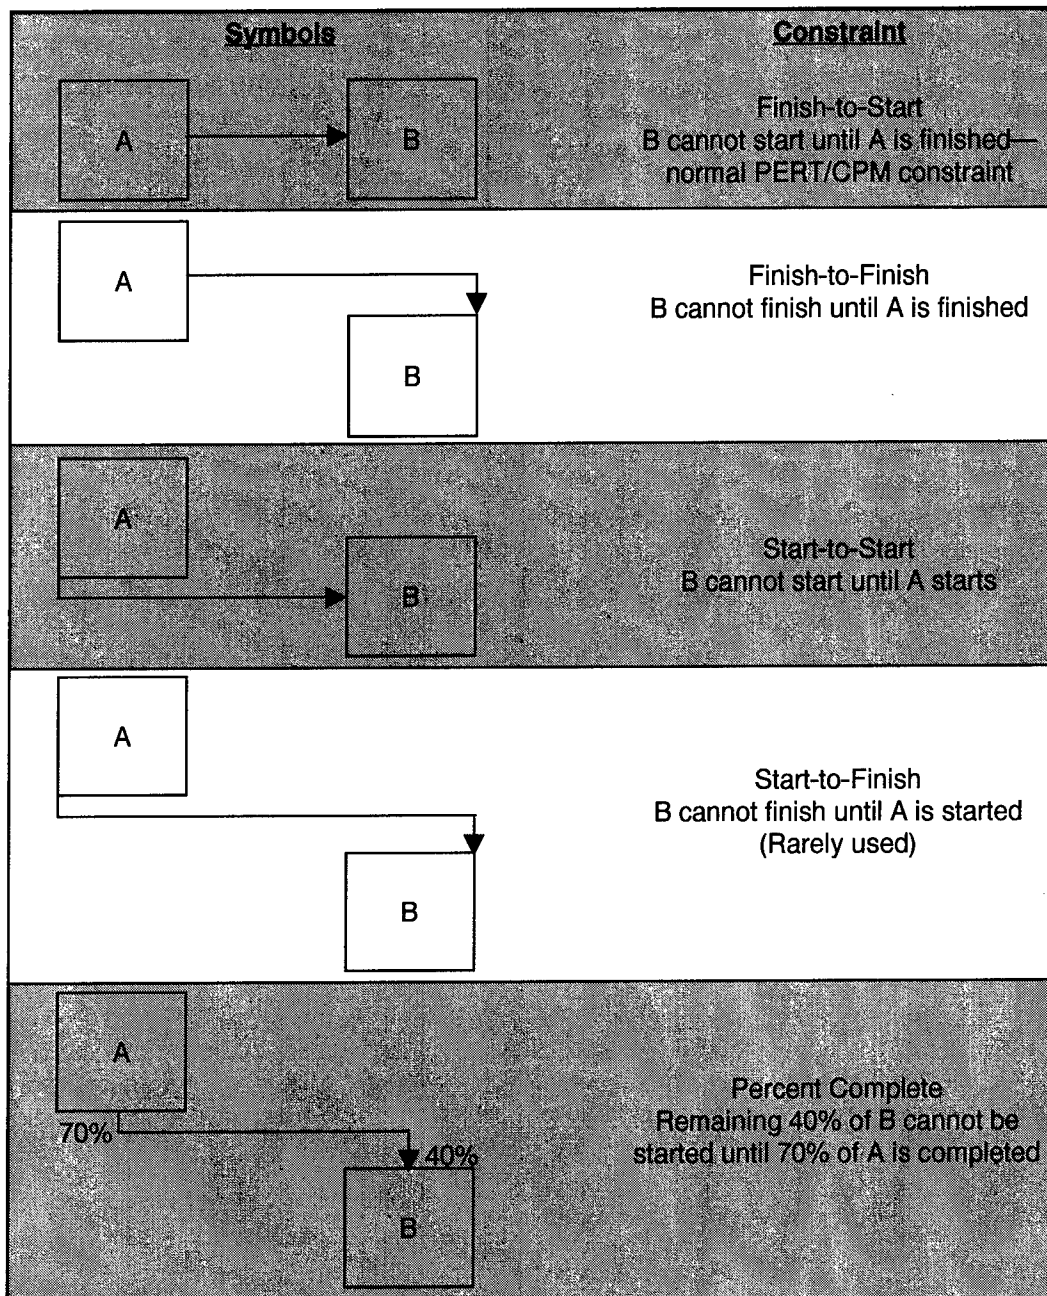 Symbols
Constraint
A
B
Finish-to-Start
B cannot start until A is finished—
normal PERT/CPM constraint
A
B
Finish-to-Finish
B cannot finish until A is finished
A
B
Start-to-Start
B cannot start until A starts
A
B
Start-to-Finish
B cannot finish until A is started
(Rarely used)
A
70%
40%
B
Percent Complete
Remaining 40% of B cannot be
started until 70% of A is completed